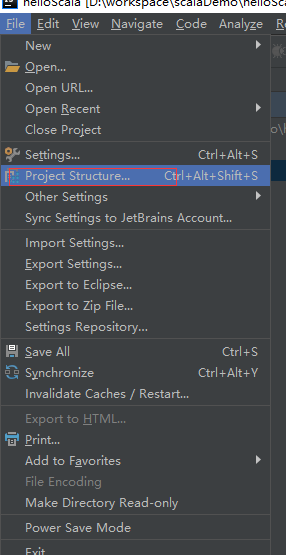 helloScala [D:\workspace\scalaDemo\helloSca
File Edit View Navigate Code Analyze
New
Open...
Open URL...
Open Recent
Close Project
Settings... Ctrl+Alt+S
Project Structure... Ctrl+Alt+Shift+S
Other Settings
Sync Settings to JetBrains Account...
Import Settings...
Export Settings...
Export to Eclipse...
Export to Zip File...
Settings Repository...
Save All Ctrl+S
Synchronize Ctrl+Alt+Y
Invalidate Caches / Restart...
Export to HTML...
Print...
Add to Favorites
File Encoding
Make Directory Read-only
Power Save Mode
Exit